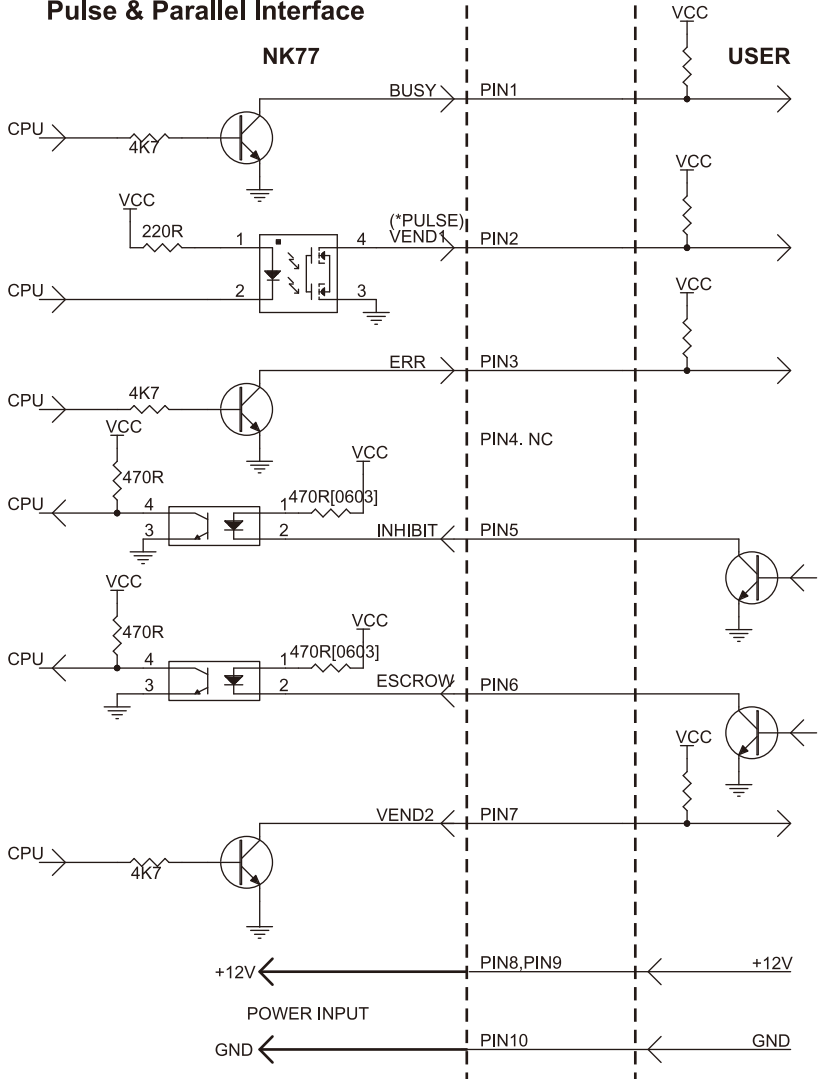 Pulse & Parallel Interface
VCC
NK77
USER
BUSY
PIN1
CPU
4K7
VCC
VCC
(*PULSE)
220R
1
4
VEND1
PIN2
VCC
CPU
2
3
ERR
PIN3
4K7
CPU
VCC
PIN4. NC
VCC
470R
4
1
470R[0603]
CPU
3
2
INHIBIT
PIN5
VCC
VCC
470R
4
1
470R[0603]
CPU
3
2
ESCROW
PIN6
VCC
VEND2
PIN7
CPU
4K7
+12V
PIN8,PIN9
+12V
POWER INPUT
GND
PIN10
GND